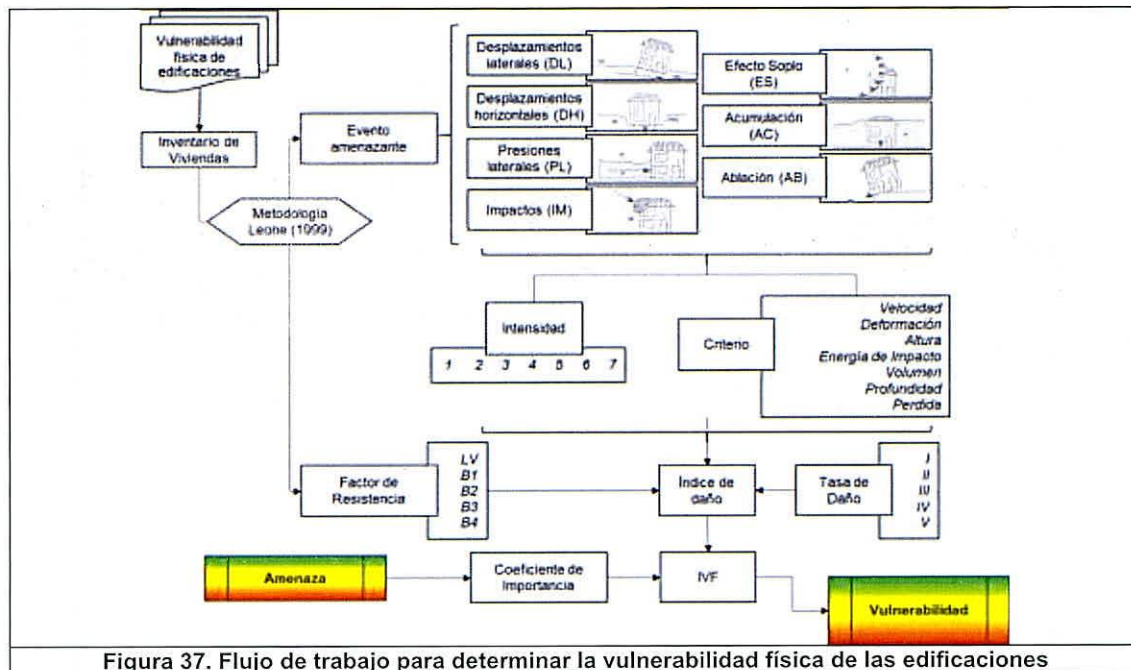 Vulnerabilidad
física de
edificaciones
Inventario de
Viviendas
Metodología
Leone (1999)
Evento
amenazante
Desplazamientos
laterales (DL)
Desplazamientos
horizontales (DH)
Presiones
laterales (PL)
Impactos (IM)
Efecto Soplo
(ES)
Acumulación
(AC)
Ablación (AB)
Intensidad
1 2 3 4 5 6 7
Criterio
Velocidad
Deformación
Altura
Energía de Impacto
Volumen
Profundidad
Perdida
Factor de
Resistencia
LV
B1
B2
B3
B4
Índice de
daño
Tasa de
Daño
I
II
III
IV
V
Amenaza
Coeficiente de
Importancia
IVF
Vulnerabilidad
Figura 37. Flujo de trabajo para determinar la vulnerabilidad física de las edificaciones